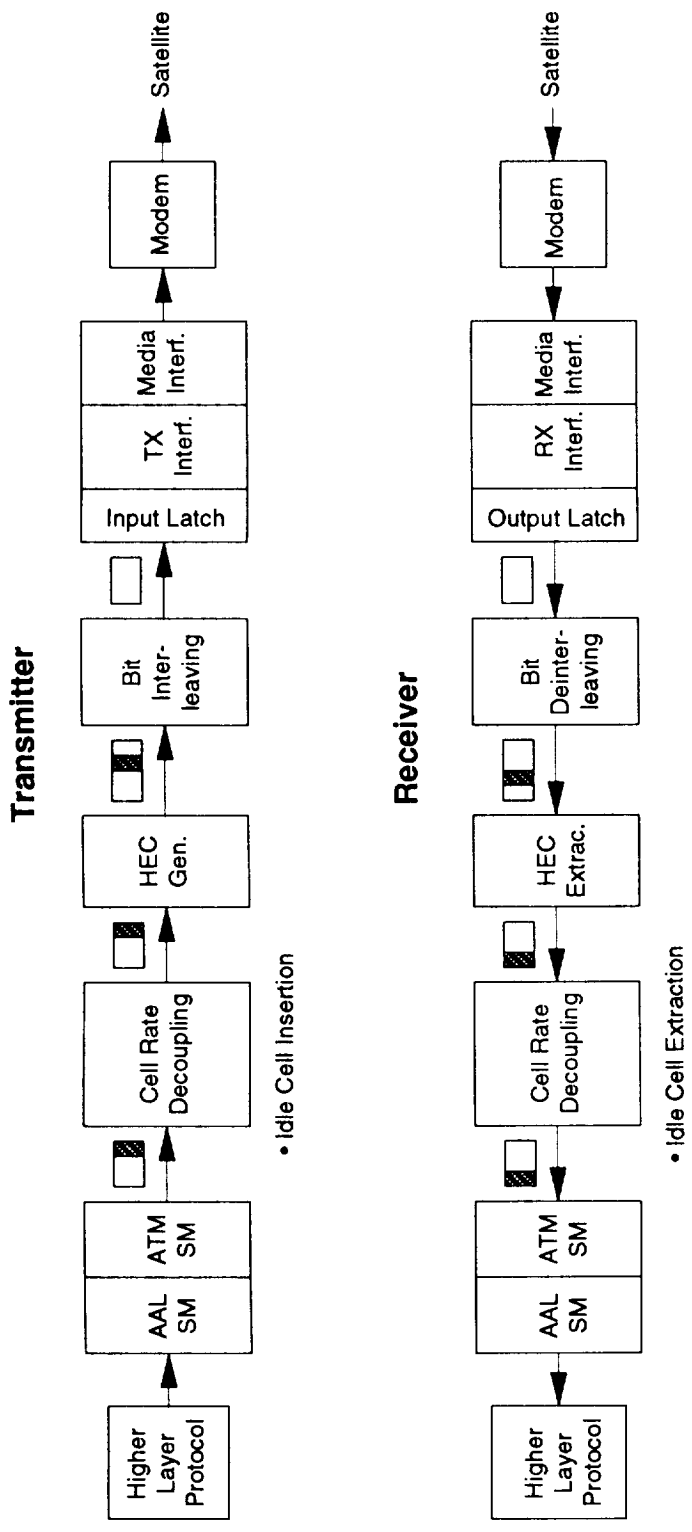 Transmitter
Higher
Layer
Protocol
AAL
SM
ATM
SM
Cell Rate
Decoupling
• Idle Cell Insertion
HEC
Gen.
Bit
Inter-
leaving
Input Latch
TX
Interf.
Media
Interf.
Modem
Satellite
Receiver
Higher
Layer
Protocol
AAL
SM
ATM
SM
Cell Rate
Decoupling
• Idle Cell Extraction
HEC
Extrac.
Bit
Deinter-
leaving
Output Latch
RX
Interf.
Media
Interf.
Modem
Satellite